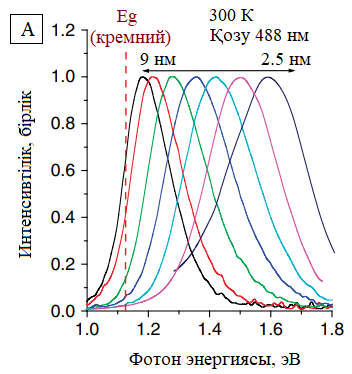 А
Eg
(кремний)
300 К
Қозу 488 нм
9 нм
2.5 нм
Интенсивтілік, бірлік
1.2
1.0
0.8
0.6
0.4
0.2
0.0
1.0
1.2
1.4
1.6
1.8
Фотон энергиясы, эВ